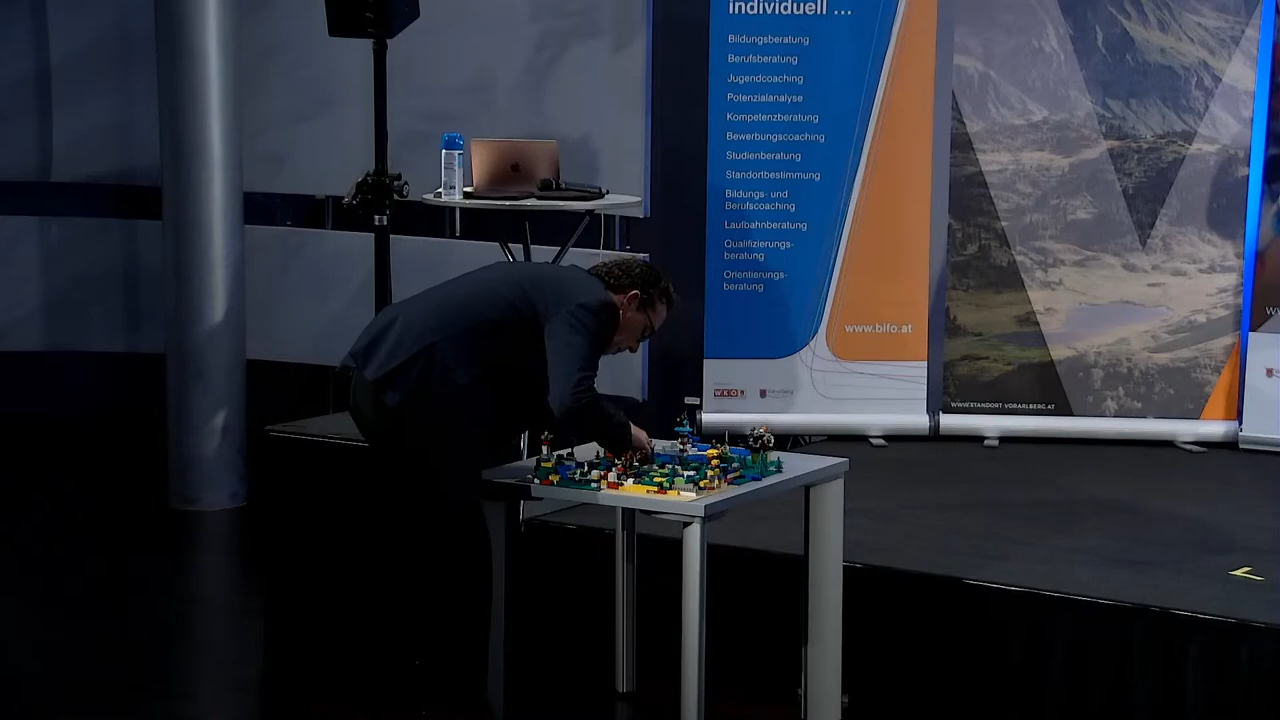 individuell ...
Bildungsberatung
Berufsberatung
Jugendcoaching
Potenzialanalyse
Kompetenzberatung
Bewerbungscoaching
Studienberatung
Standortbestimmung
Bildungs- und
Berufscoaching
Laufbahnberatung
Qualifizierungs-
beratung
Orientierungs-
beratung
www.bifo.at
WKO
WWW.STANDORT-VORARLBERG.AT